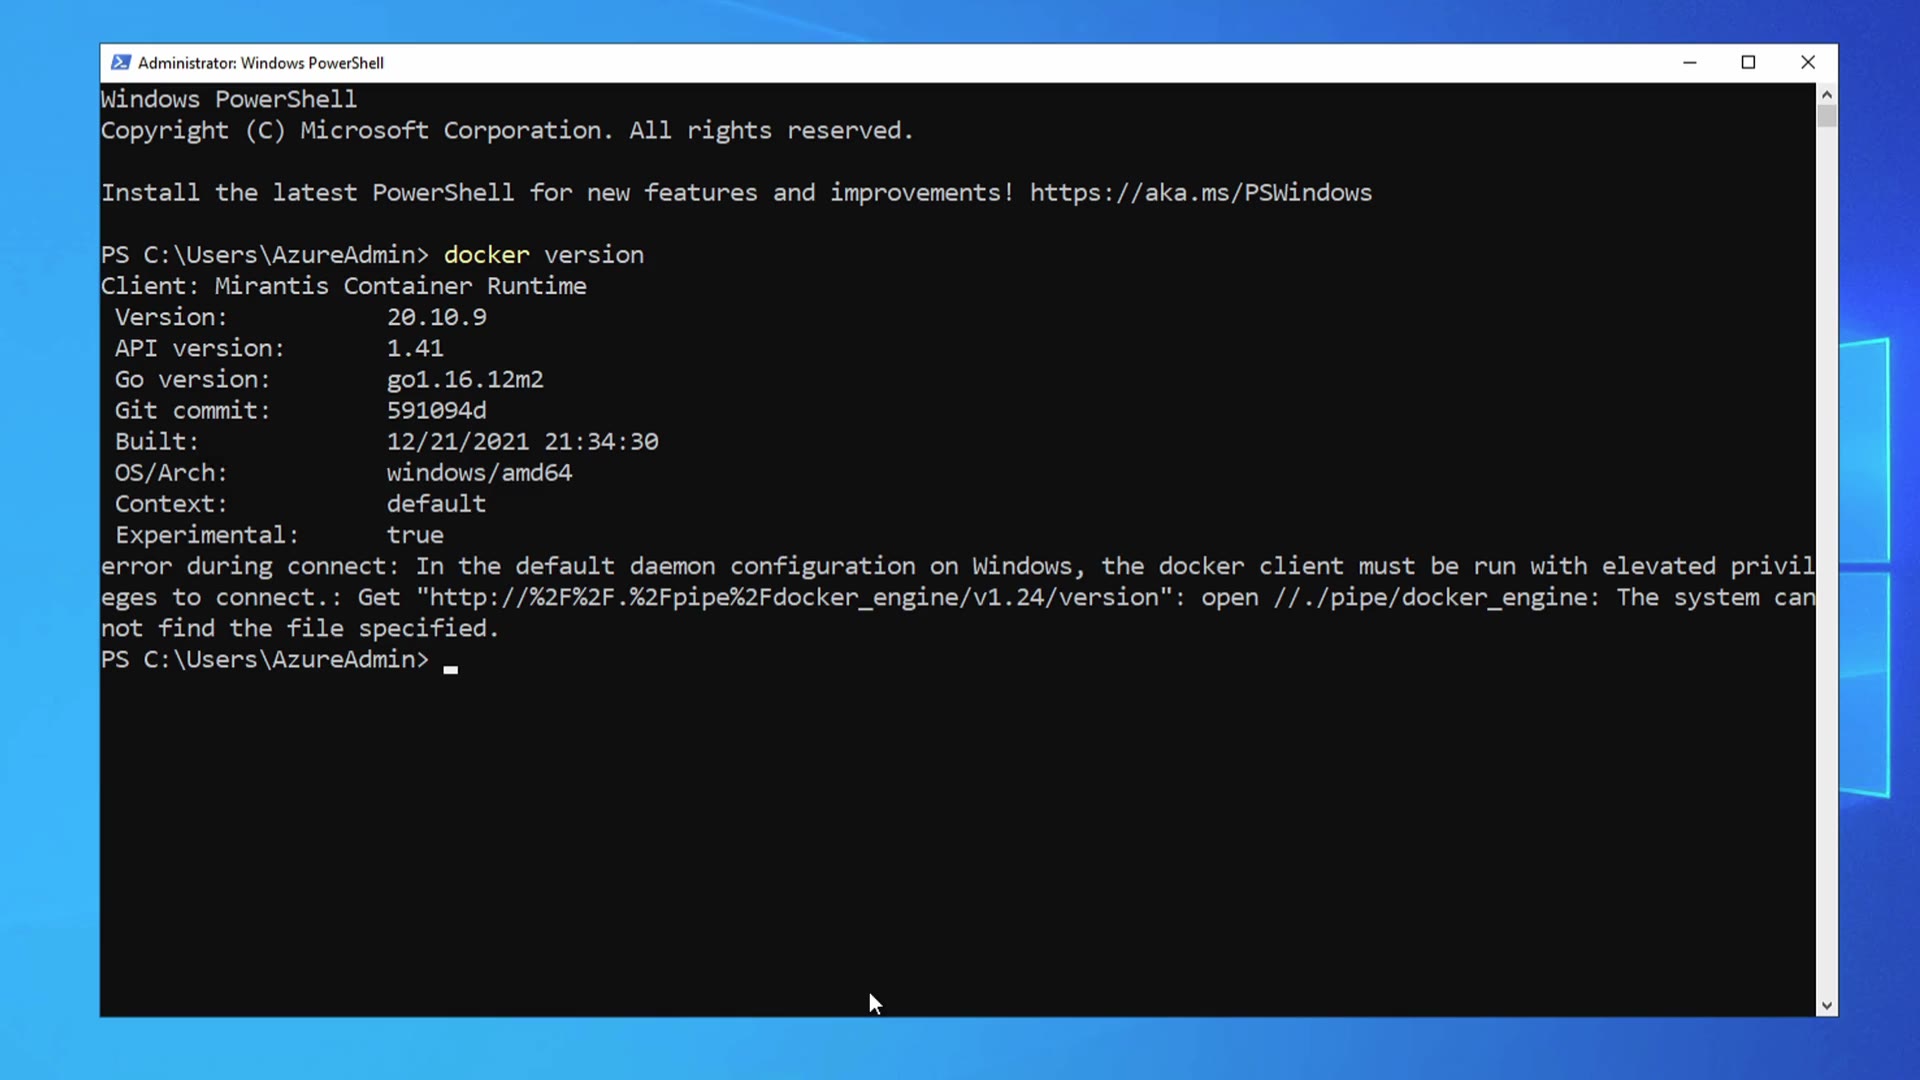 Administrator: Windows PowerShell
Windows PowerShell
Copyright (C) Microsoft Corporation. All rights reserved.
Install the latest PowerShell for new features and improvements! https://aka.ms/PSWindows
PS C:\Users\AzureAdmin> docker version
Client: Mirantis Container Runtime
 Version:           20.10.9
 API version:       1.41
 Go version:        go1.16.12m2
 Git commit:        591094d
 Built:             12/21/2021 21:34:30
 OS/Arch:           windows/amd64
 Context:           default
 Experimental:      true
error during connect: In the default daemon configuration on Windows, the docker client must be run with elevated privil
eges to connect.: Get "http://%2F%2F.%2Fpipe%2Fdocker_engine/v1.24/version": open //./pipe/docker_engine: The system can
not find the file specified.
PS C:\Users\AzureAdmin>